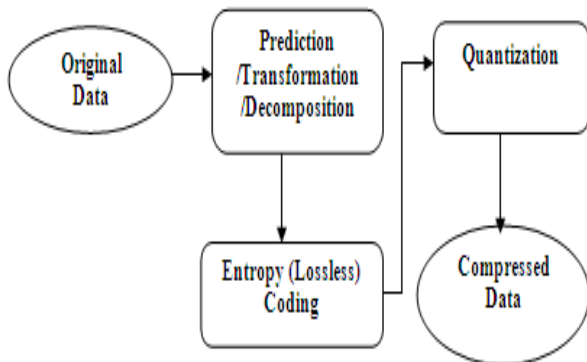 Original
Data
Prediction
/Transformation
/Decomposition
Entropy (Lossless)
Coding
Quantization
Compressed
Data